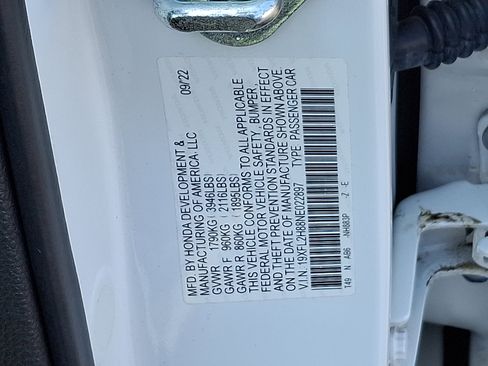 MFD. BY HONDA DEVELOPMENT & 09/22
MANUFACTURING OF AMERICA, LLC
GVWR 1790KG ( 3946LBS)
GAWR F 960KG ( 2116LBS)
GAWR R 860KG ( 1895LBS)
THIS VEHICLE CONFORMS TO ALL APPLICABLE
FEDERAL MOTOR VEHICLE SAFETY, BUMPER,
AND THEFT PREVENTION STANDARDS IN EFFECT
ON THE DATE OF MANUFACTURE SHOWN ABOVE
V.I.N. 19XFL2H88NE022897 TYPE: PASSENGER CAR
T49 N A86 NH883P -Z -E